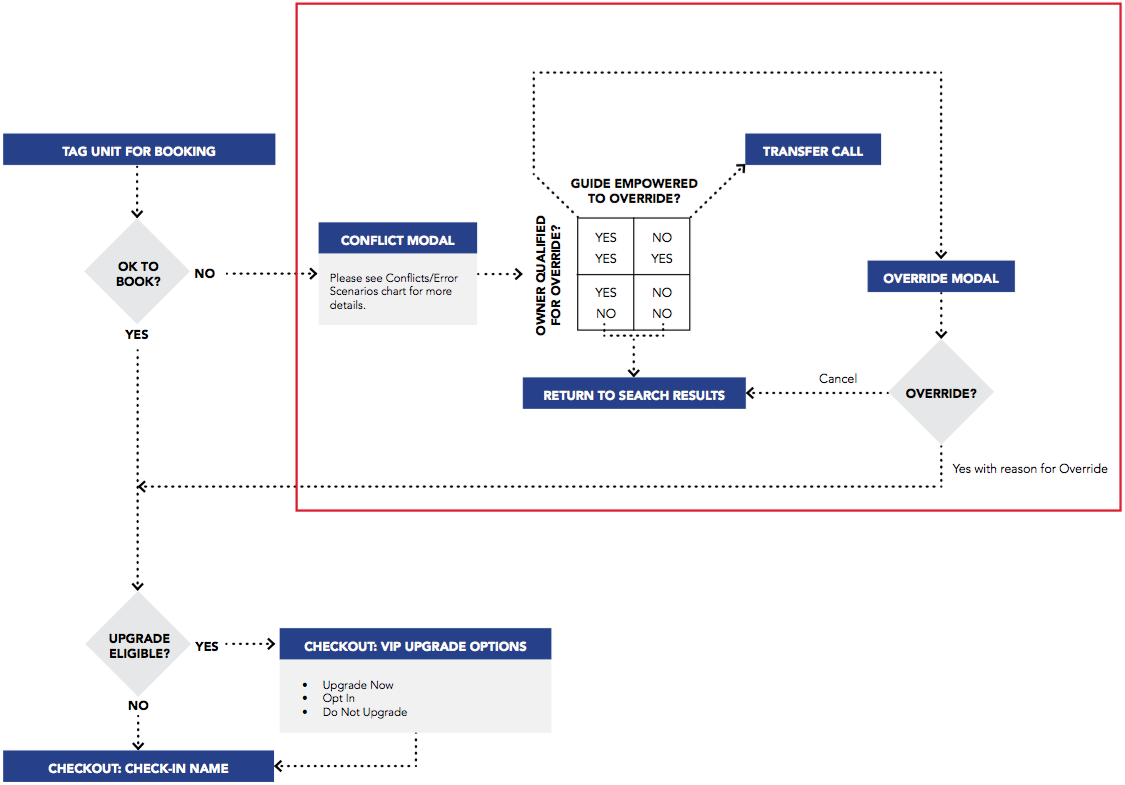 TAG UNIT FOR BOOKING
OK TO
BOOK?
NO
YES
CONFLICT MODAL
Please see Conflicts/Error
Scenarios chart for more
details.
GUIDE EMPOWERED
TO OVERRIDE?
OWNER QUALIFIED
FOR OVERRIDE?
YES NO
YES YES
YES NO
NO NO
TRANSFER CALL
RETURN TO SEARCH RESULTS
OVERRIDE MODAL
OVERRIDE?
Cancel
Yes with reason for Override
UPGRADE
ELIGIBLE?
YES
NO
CHECKOUT: VIP UPGRADE OPTIONS
• Upgrade Now
• Opt In
• Do Not Upgrade
CHECKOUT: CHECK-IN NAME